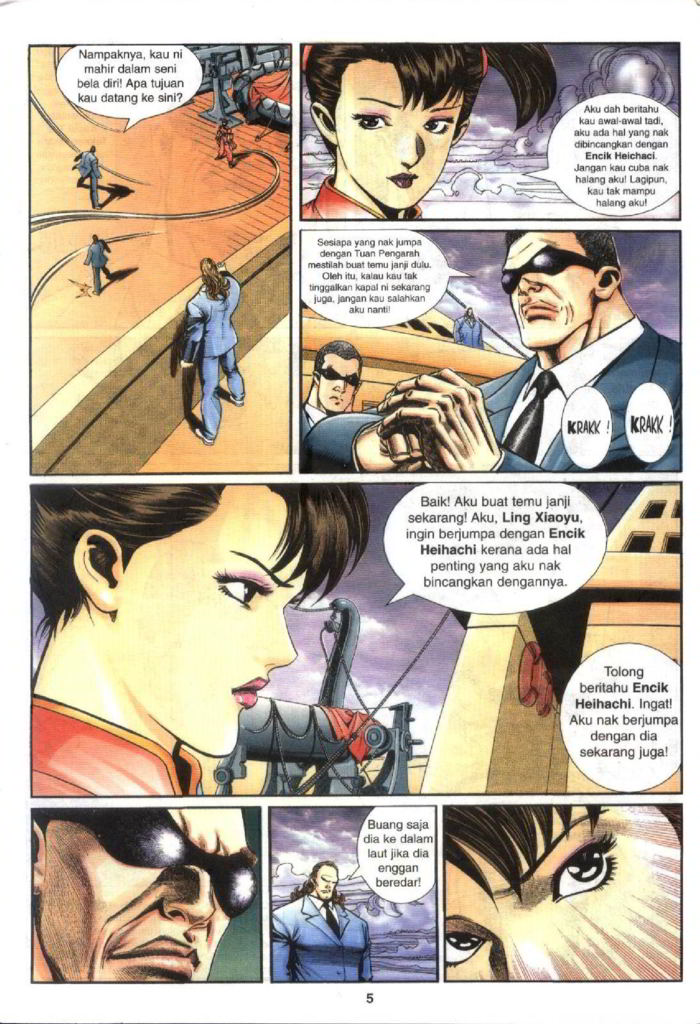 Nampaknya, kau ni
mahir dalam seni
bela diri! Apa tujuan
kau datang ke sini?
Aku dah beritahu
kau awal-awal tadi,
aku ada hal yang nak
dibincangkan dengan
Encik Heichaci.
Jangan kau cuba nak
halang aku! Lagipun,
kau tak mampu
halang aku!
Sesiapa yang nak jumpa
dengan Tuan Pengarah
mestilah buat temu janji dulu.
Oleh itu, kalau kau tak
tinggalkan kapal ni sekarang
juga, jangan kau salahkan
aku nanti!
KRAKK !
KRAKK !
Baik! Aku buat temu janji
sekarang! Aku, Ling Xiaoyu,
ingin berjumpa dengan Encik
Heihachi kerana ada hal
penting yang aku nak
bincangkan dengannya.
Tolong
beritahu Encik
Heihachi. Ingat!
Aku nak berjumpa
dengan dia
sekarang juga!
Buang saja
dia ke dalam
laut jika dia
enggan
beredar!
5